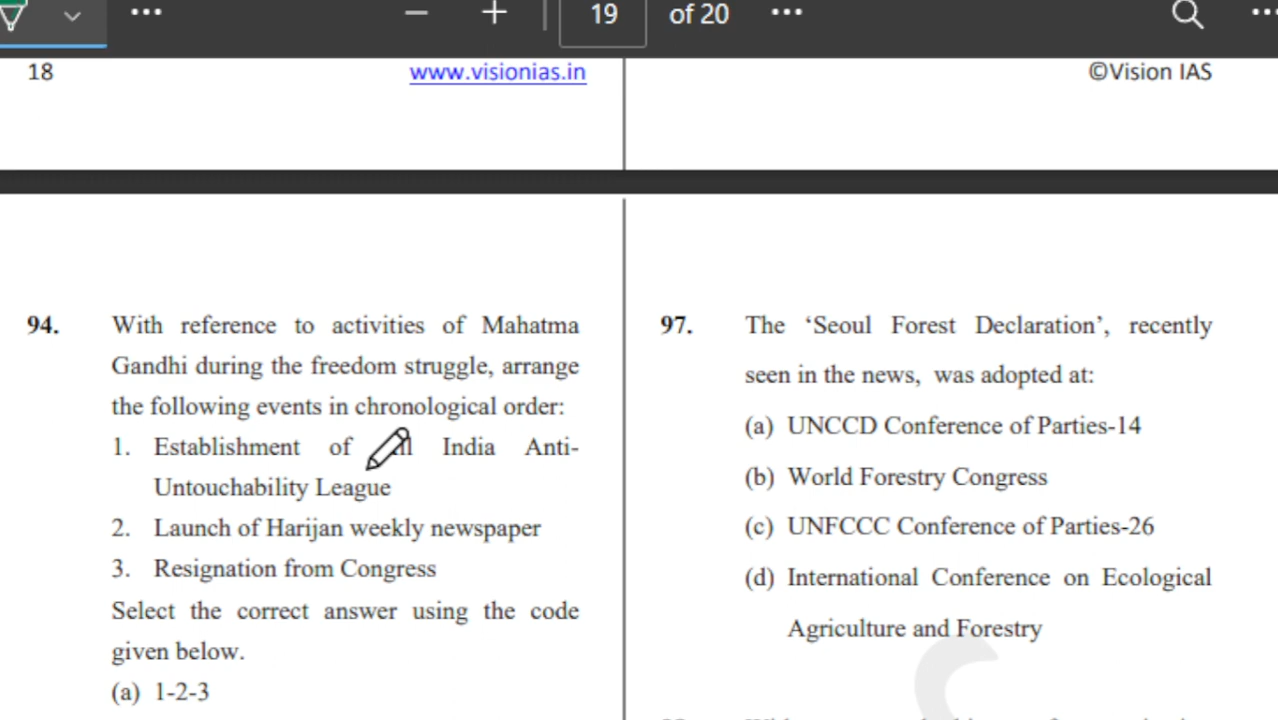 19 of 20
18 www.visionias.in ©Vision IAS
94. With reference to activities of Mahatma
Gandhi during the freedom struggle, arrange
the following events in chronological order:
1. Establishment of India Anti-
Untouchability League
2. Launch of Harijan weekly newspaper
3. Resignation from Congress
Select the correct answer using the code
given below.
(a) 1-2-3
97. The ‘Seoul Forest Declaration’, recently
seen in the news, was adopted at:
(a) UNCCD Conference of Parties-14
(b) World Forestry Congress
(c) UNFCCC Conference of Parties-26
(d) International Conference on Ecological
Agriculture and Forestry